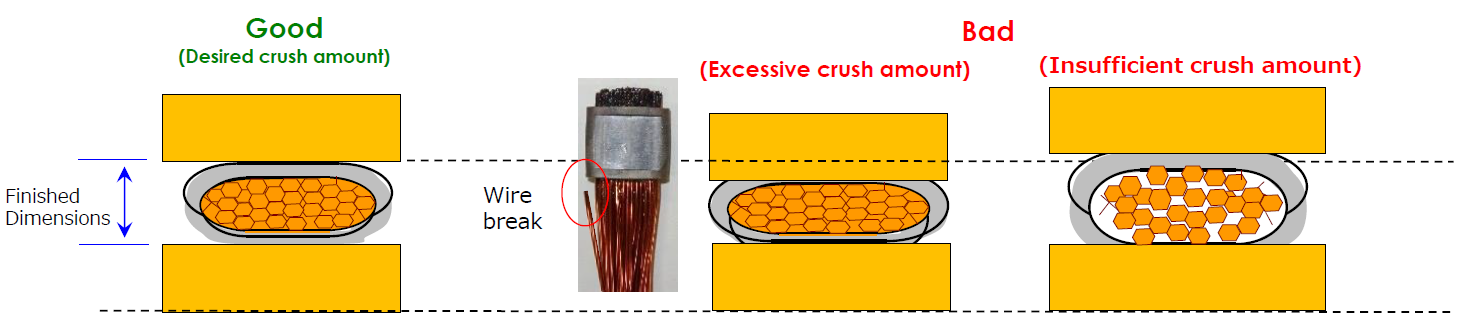 Good
(Desired crush amount)
Bad
(Excessive crush amount)
(Insufficient crush amount)
Finished
Dimensions
Wire
break